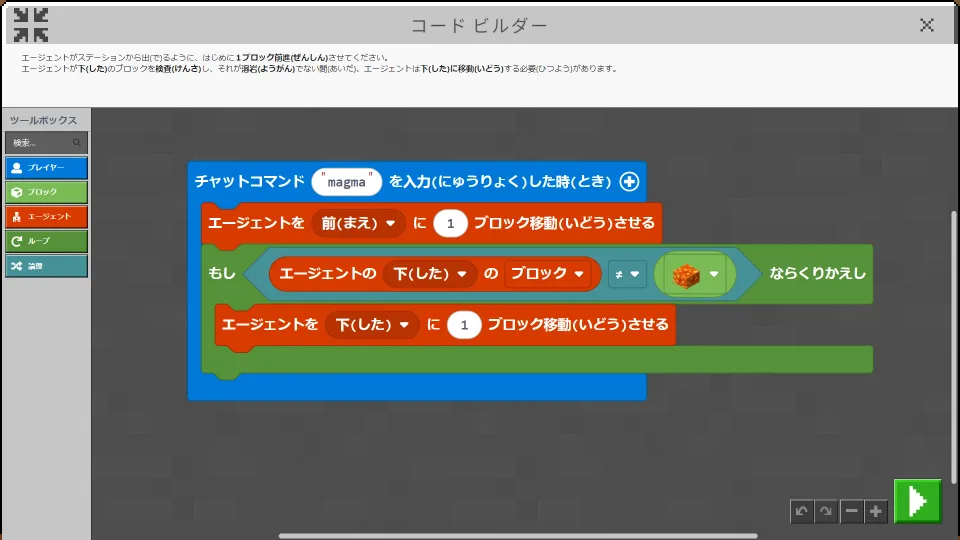 コード ビルダー
エージェントがステーションから出(で)るように、はじめに１ブロック前進(ぜんしん)させてください。
エージェントが下(した)のブロックを検査(けんさ)し、それが溶岩(ようがん)でない間(あいだ)、エージェントは下(した)に移動(いどう)する必要(ひつよう)があります。
ツールボックス
検索...
プレイヤー
ブロック
エージェント
ループ
論理
チャットコマンド "magma" を入力(にゅうりょく)した時(とき)
エージェントを 前(まえ) に 1 ブロック移動(いどう)させる
もし エージェントの 下(した) の ブロック ≠ ならくりかえし
エージェントを 下(した) に 1 ブロック移動(いどう)させる